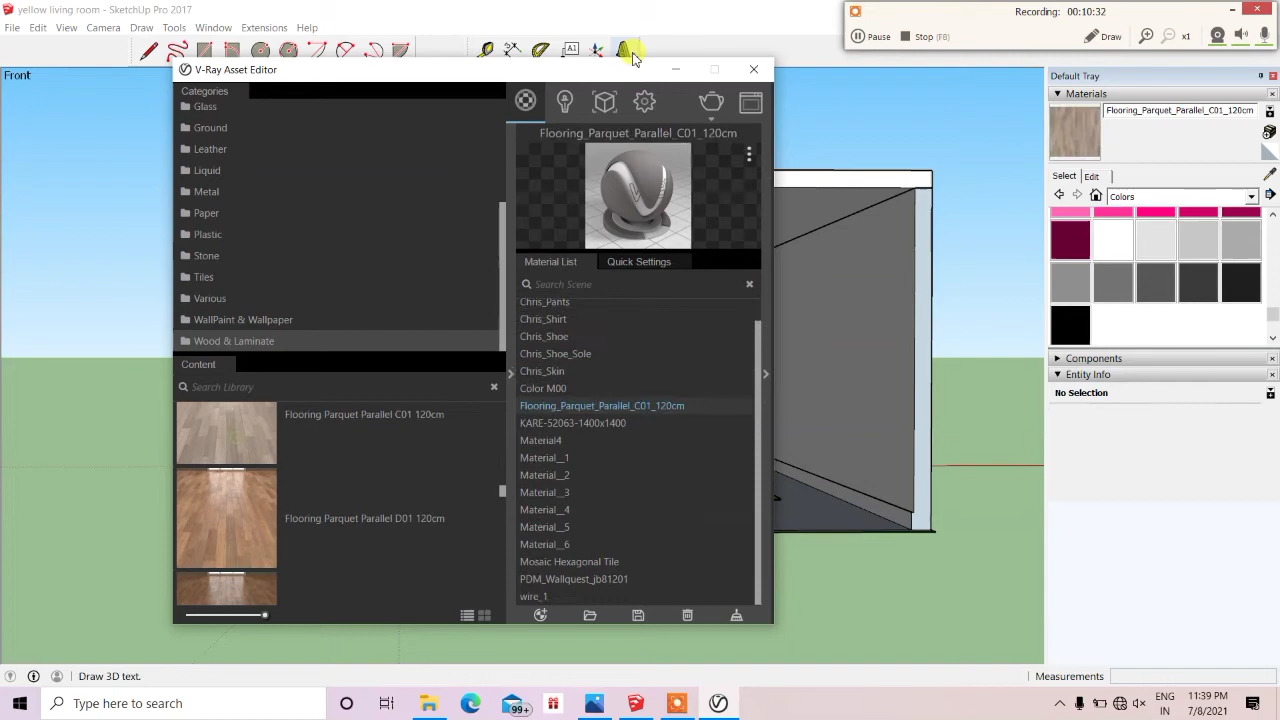 yellow living room - SketchUp Pro 2017
File Edit View Camera Draw Tools Window Extensions Help
Recording: 00:10:32
Pause Stop (F8) Draw x1
A1
Front
V-Ray Asset Editor
Categories
Glass
Ground
Leather
Liquid
Metal
Paper
Plastic
Stone
Tiles
Various
WallPaint & Wallpaper
Wood & Laminate
Content
Search Library
Flooring Parquet Parallel C01 120cm
Flooring Parquet Parallel D01 120cm
Flooring_Parquet_Parallel_C01_120cm
Material List Quick Settings
Search Scene
Chris_Pants
Chris_Shirt
Chris_Shoe
Chris_Shoe_Sole
Chris_Skin
Color M00
Flooring_Parquet_Parallel_C01_120cm
KARE-52063-1400x1400
Material4
Material__1
Material__2
Material__3
Material__4
Material__5
Material__6
Mosaic Hexagonal Tile
PDM_Wallquest_jb81201
wire_1
Default Tray
Materials
Flooring_Parquet_Parallel_C01_120cm
Select Edit
Colors
Components
Entity Info
No Selection
Draw 3D text.
Measurements
Type here to search
99+
ENG
IN
11:39 PM
7/8/2021